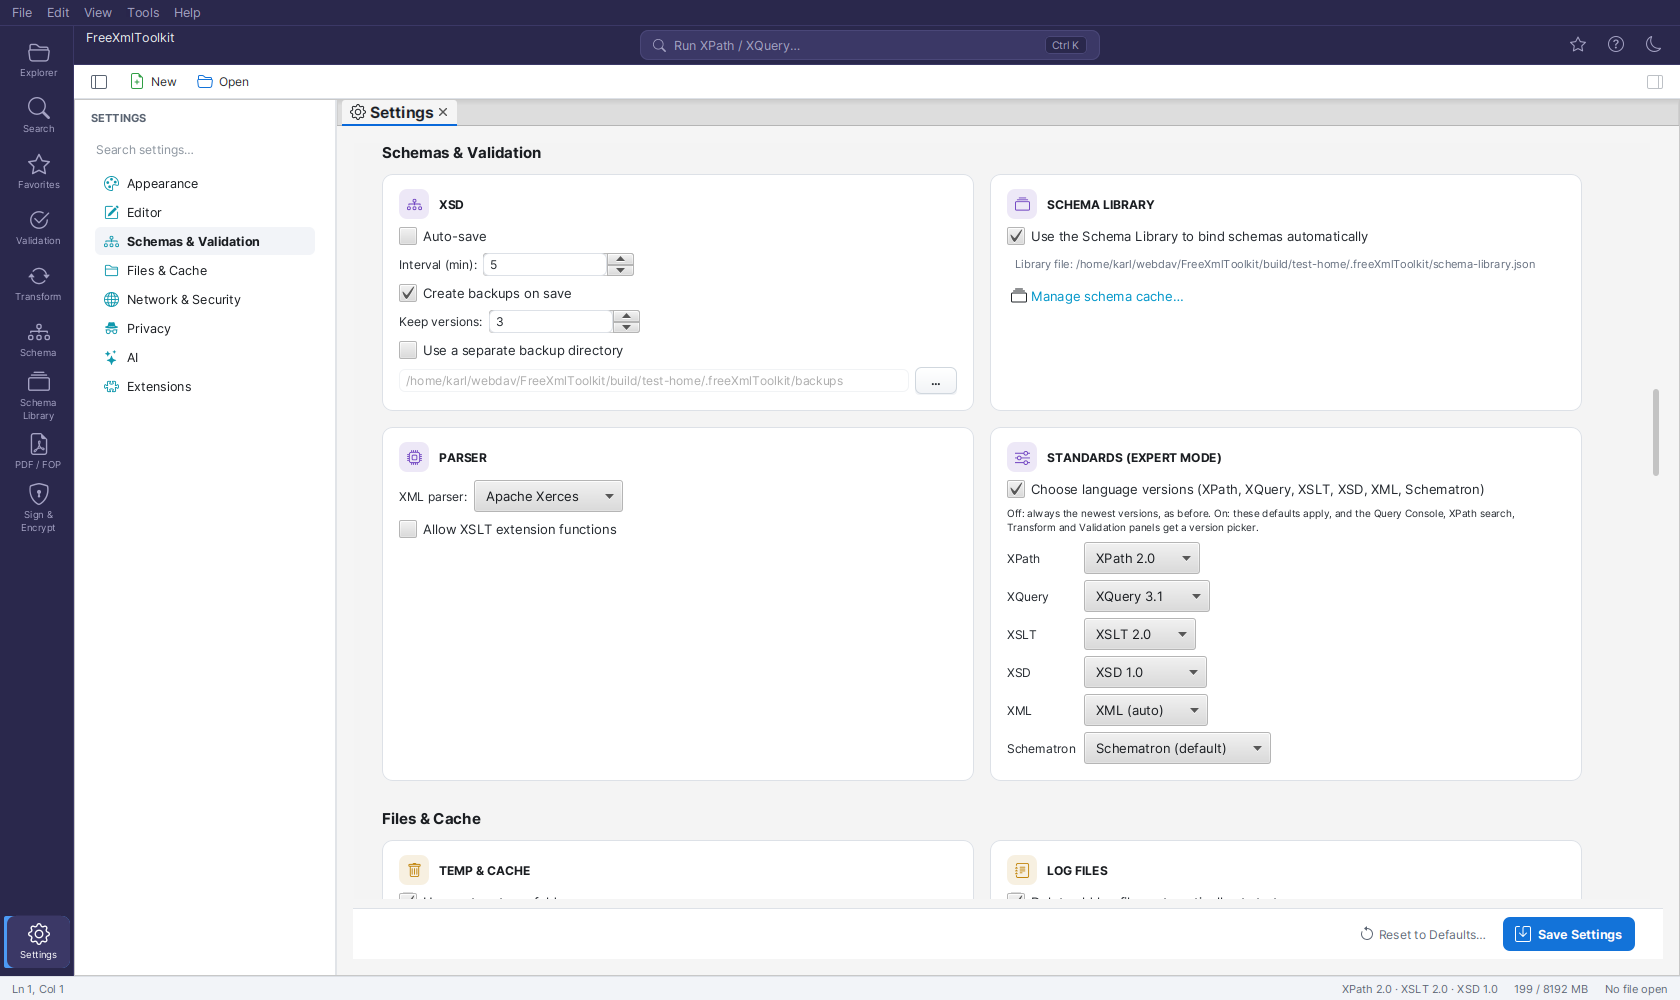 File Edit View Tools Help
FreeXmlToolkit
Run XPath / XQuery...
Ctrl K
Explorer
Search
Favorites
Validation
Transform
Schema
Schema
Library
PDF / FOP
Sign &
Encrypt
Settings
New Open
SETTINGS
Search settings...
Appearance
Editor
Schemas & Validation
Files & Cache
Network & Security
Privacy
AI
Extensions
Settings
Schemas & Validation
XSD
Auto-save
Interval (min): 5
Create backups on save
Keep versions: 3
Use a separate backup directory
/home/karl/webdav/FreeXmlToolkit/build/test-home/.freeXmlToolkit/backups
...
SCHEMA LIBRARY
Use the Schema Library to bind schemas automatically
Library file: /home/karl/webdav/FreeXmlToolkit/build/test-home/.freeXmlToolkit/schema-library.json
Manage schema cache...
PARSER
XML parser: Apache Xerces
Allow XSLT extension functions
STANDARDS (EXPERT MODE)
Choose language versions (XPath, XQuery, XSLT, XSD, XML, Schematron)
Off: always the newest versions, as before. On: these defaults apply, and the Query Console, XPath search,
Transform and Validation panels get a version picker.
XPath XPath 2.0
XQuery XQuery 3.1
XSLT XSLT 2.0
XSD XSD 1.0
XML XML (auto)
Schematron Schematron (default)
Files & Cache
TEMP & CACHE
LOG FILES
Reset to Defaults...
Save Settings
Ln 1, Col 1
XPath 2.0 · XSLT 2.0 · XSD 1.0 199 / 8192 MB No file open